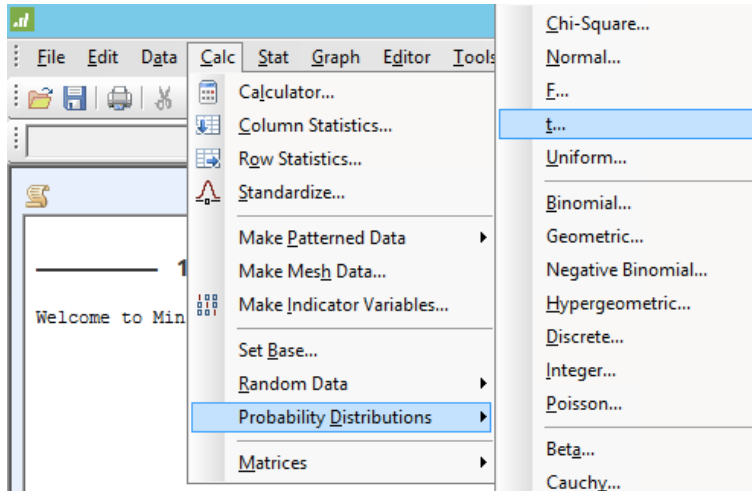 File Edit Data Calc Stat Graph Editor Tools
Calculator...
Column Statistics...
Row Statistics...
Standardize...
Make Patterned Data
Make Mesh Data...
Make Indicator Variables...
Set Base...
Random Data
Probability Distributions
Matrices
Welcome to Min
Chi-Square...
Normal...
F...
t...
Uniform...
Binomial...
Geometric...
Negative Binomial...
Hypergeometric...
Discrete...
Integer...
Poisson...
Beta...
Cauchy...